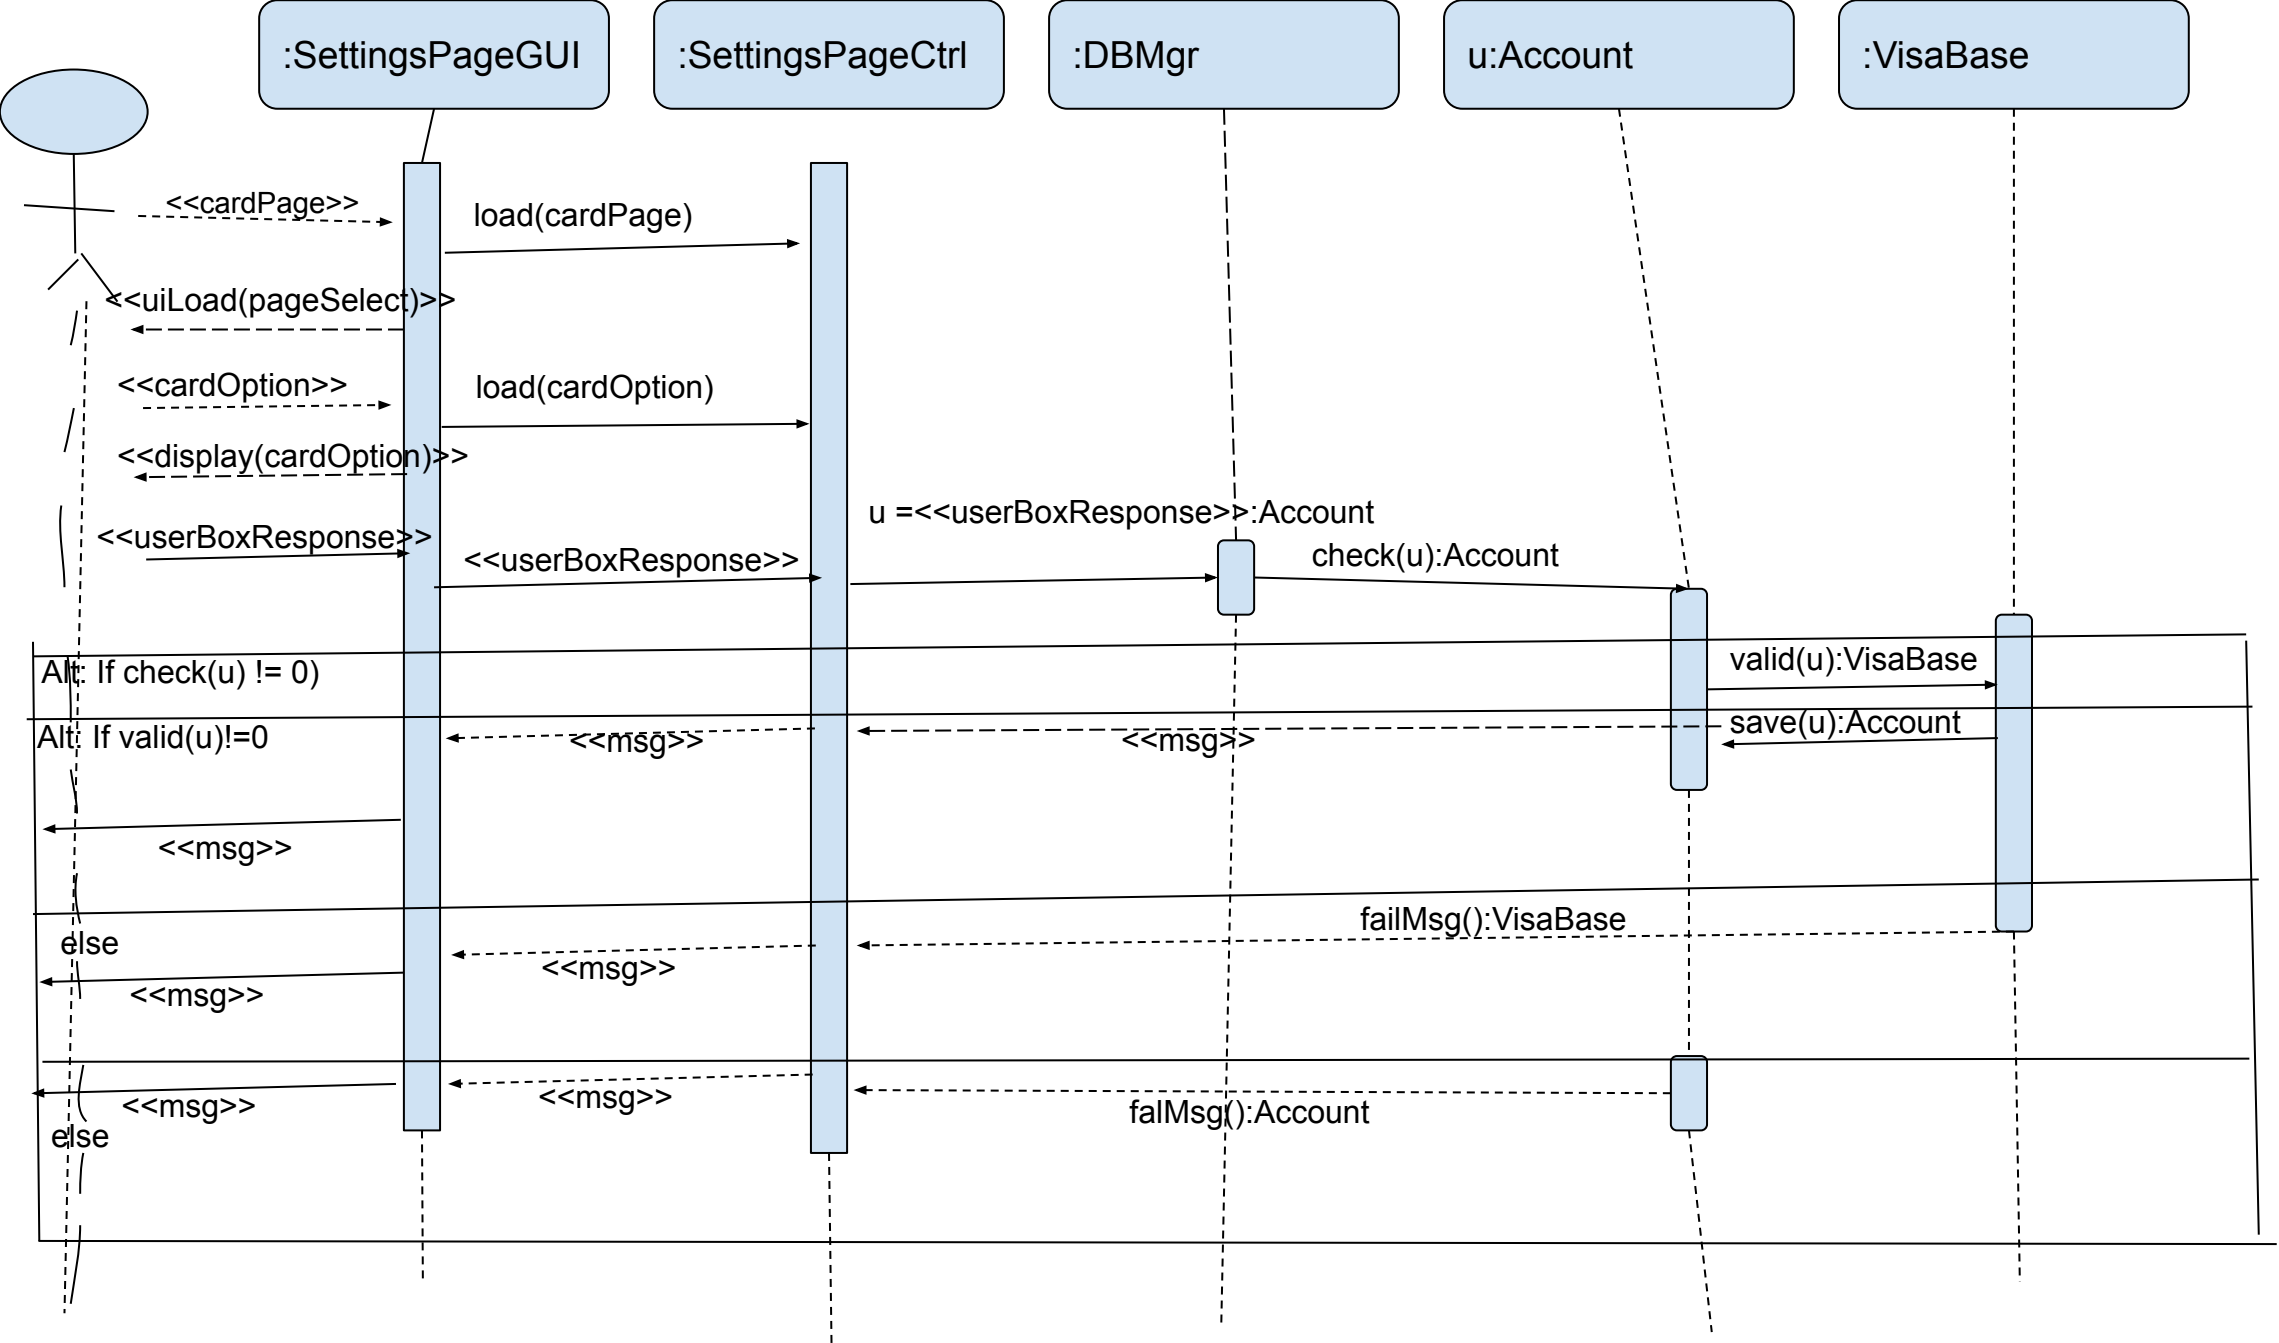 :SettingsPageGUI
:SettingsPageCtrl
:DBMgr
u:Account
:VisaBase
<<cardPage>>
load(cardPage)
<<uiLoad(pageSelect)>>
<<cardOption>>
load(cardOption)
<<display(cardOption)>>
u =<<userBoxResponse>>:Account
<<userBoxResponse>>
<<userBoxResponse>>
check(u):Account
Alt: If check(u) != 0)
valid(u):VisaBase
Alt: If valid(u)!=0
<<msg>>
<<msg>>
save(u):Account
<<msg>>
failMsg():VisaBase
else
<<msg>>
<<msg>>
<<msg>>
<<msg>>
falMsg():Account
else